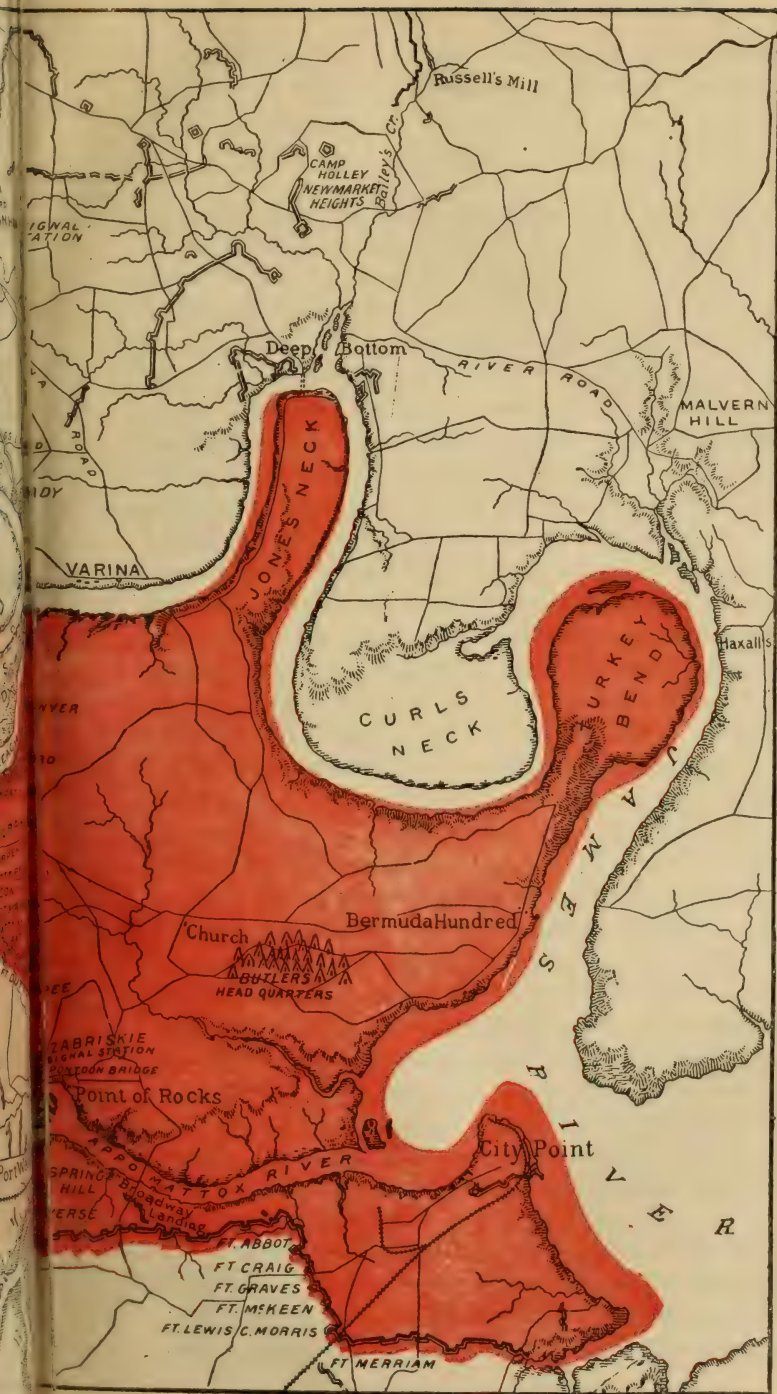 Russell's Mill
Bailey's Cr.
CAMP
HOLLEY
NEWMARKET
HEIGHTS
Deep Bottom
RIVER ROAD
MALVERN
HILL
ROAD
JONES NECK
VARINA
TURKEY
BEND
Haxall's
CURLS
NECK
JAMES RIVER
Church
Bermuda Hundred
BUTLERS
HEAD QUARTERS
ZABRISKIE
SIGNAL STATION
PONTOON BRIDGE
Point of Rocks
City Point
APPOMATTOX RIVER
SPRING
HILL
Broadway
Landing
FT. ABBOT
FT CRAIG
FT. GRAVES
FT. McKEEN
FT. LEWIS C. MORRIS
FT MERRIAM